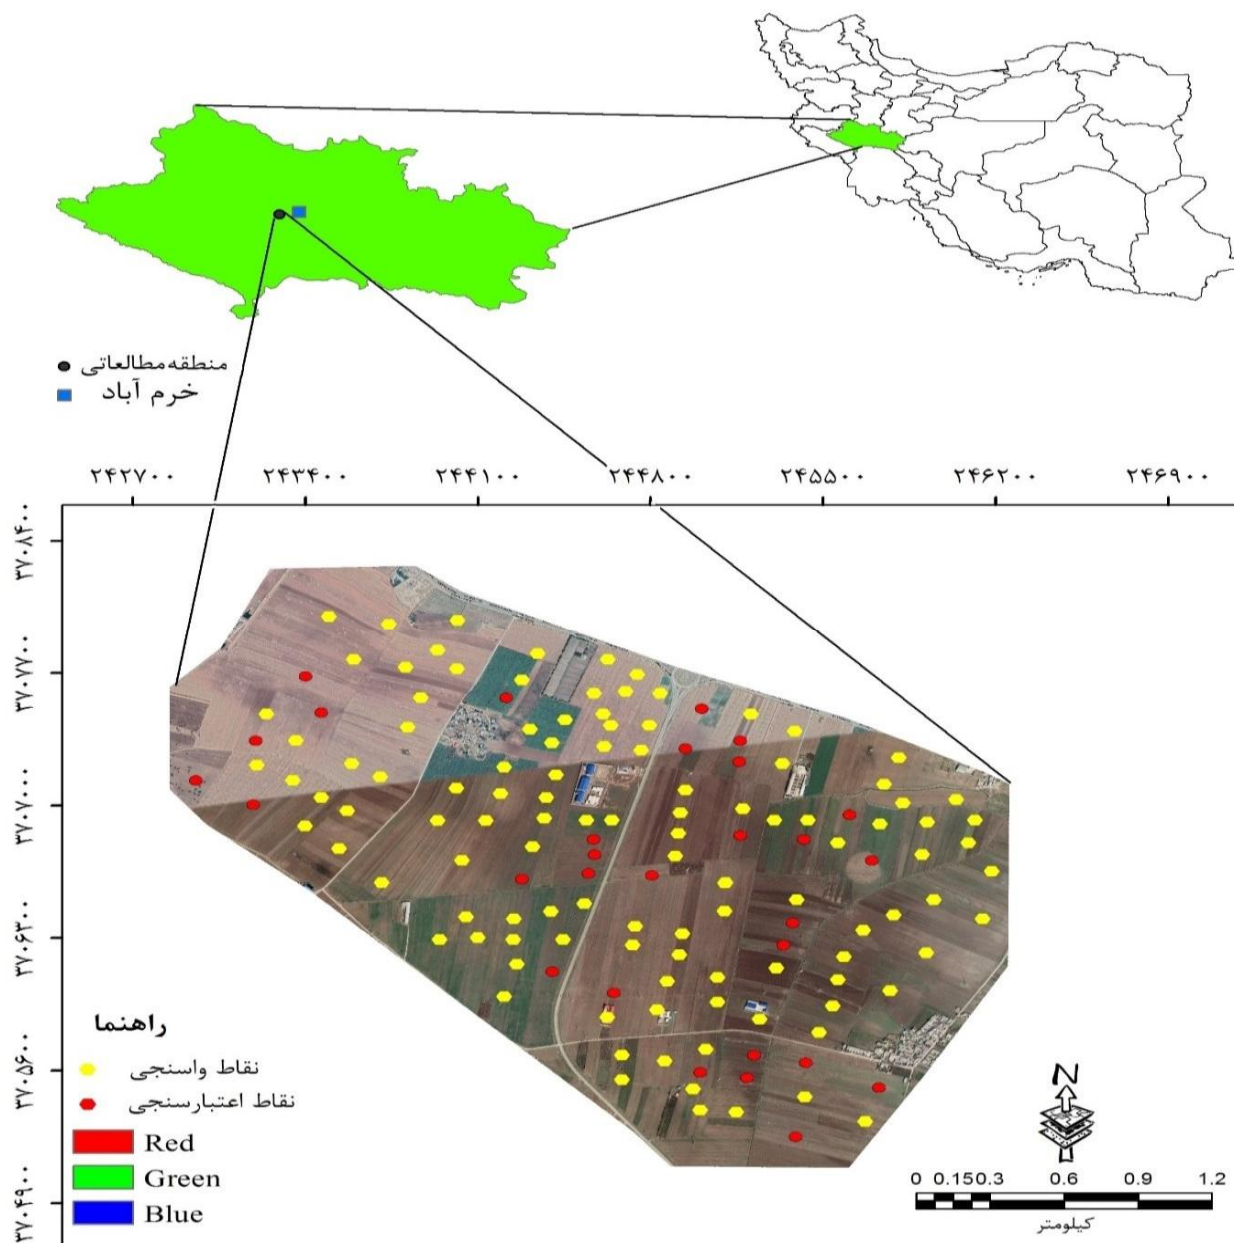 منطقه مطالعاتی
خرم آباد
۲۴۲۷۰۰ ۲۴۳۴۰۰ ۲۴۴۱۰۰ ۲۴۴۸۰۰ ۲۴۵۵۰۰ ۲۴۶۲۰۰ ۲۴۶۹۰۰
۳۷۰۸۴۰۰
۳۷۰۷۷۰۰
۳۷۰۷۰۰۰
۳۷۰۶۳۰۰
۳۷۰۵۶۰۰
۳۷۰۴۹۰۰
راهنما
نقاط واسنجی
نقاط اعتبارسنجی
Red
Green
Blue
N
0 0.150.3 0.6 0.9 1.2
کیلومتر